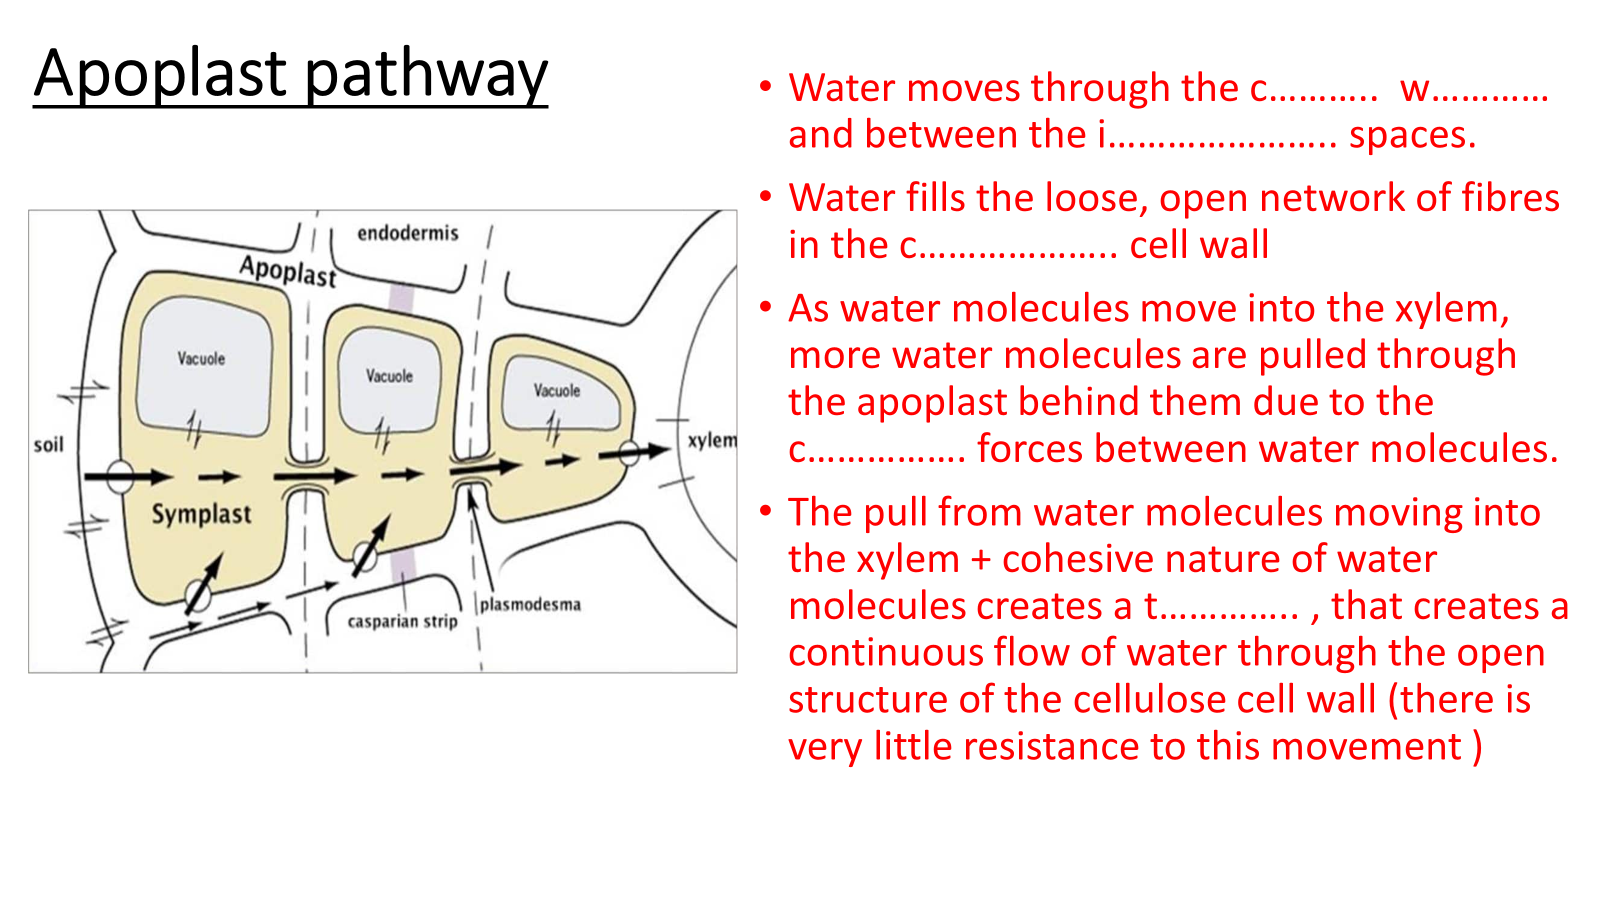 Apoplast pathway
• Water moves through the c……….. w…………
and between the i………………….. spaces.
• Water fills the loose, open network of fibres
in the c……………….. cell wall
• As water molecules move into the xylem,
more water molecules are pulled through
the apoplast behind them due to the
c……………. forces between water molecules.
• The pull from water molecules moving into
the xylem + cohesive nature of water
molecules creates a t………….. , that creates a
continuous flow of water through the open
structure of the cellulose cell wall (there is
very little resistance to this movement )
endodermis
Apoplast
Vacuole
Vacuole
Vacuole
soil
xylem
Symplast
plasmodesma
casparian strip